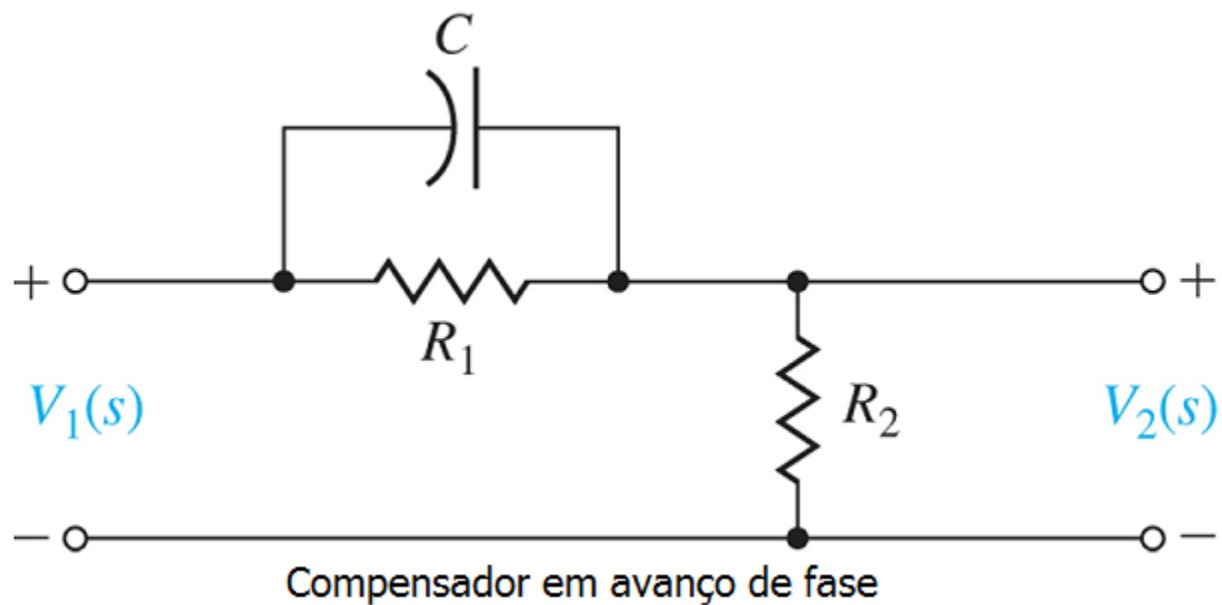 C
+ +
R₁
V₁(s) R₂ V₂(s)
− −
Compensador em avanço de fase